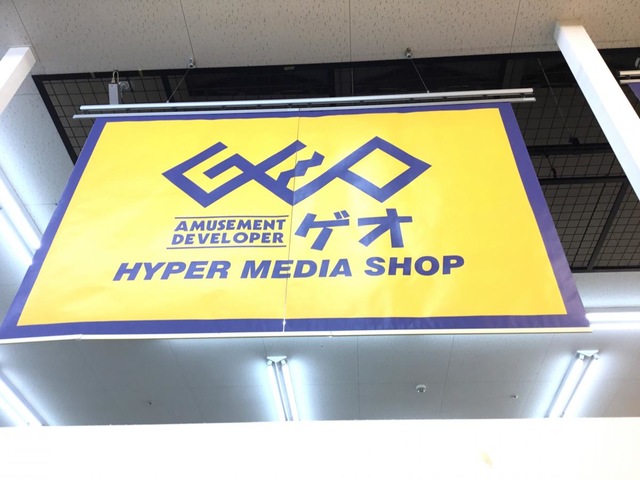 GEO
AMUSEMENT
DEVELOPER
ゲオ
HYPER MEDIA SHOP